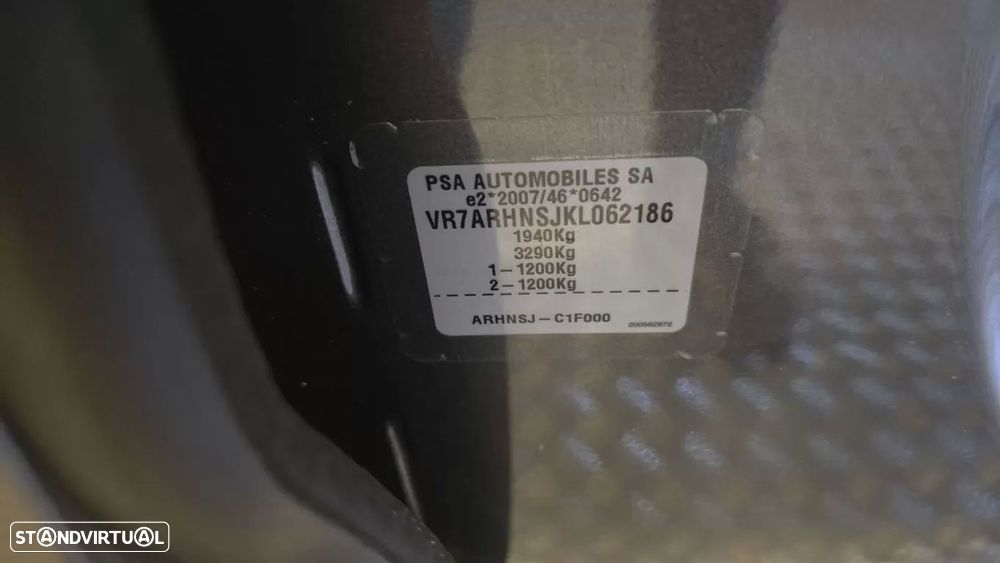 PSA AUTOMOBILES SA
e2*2007/46*0642
VR7ARHNSJKL062186
1940Kg
3290Kg
1-1200Kg
2-1200Kg
ARHNSJ-C1F000
200562972
STANDVIRTUAL